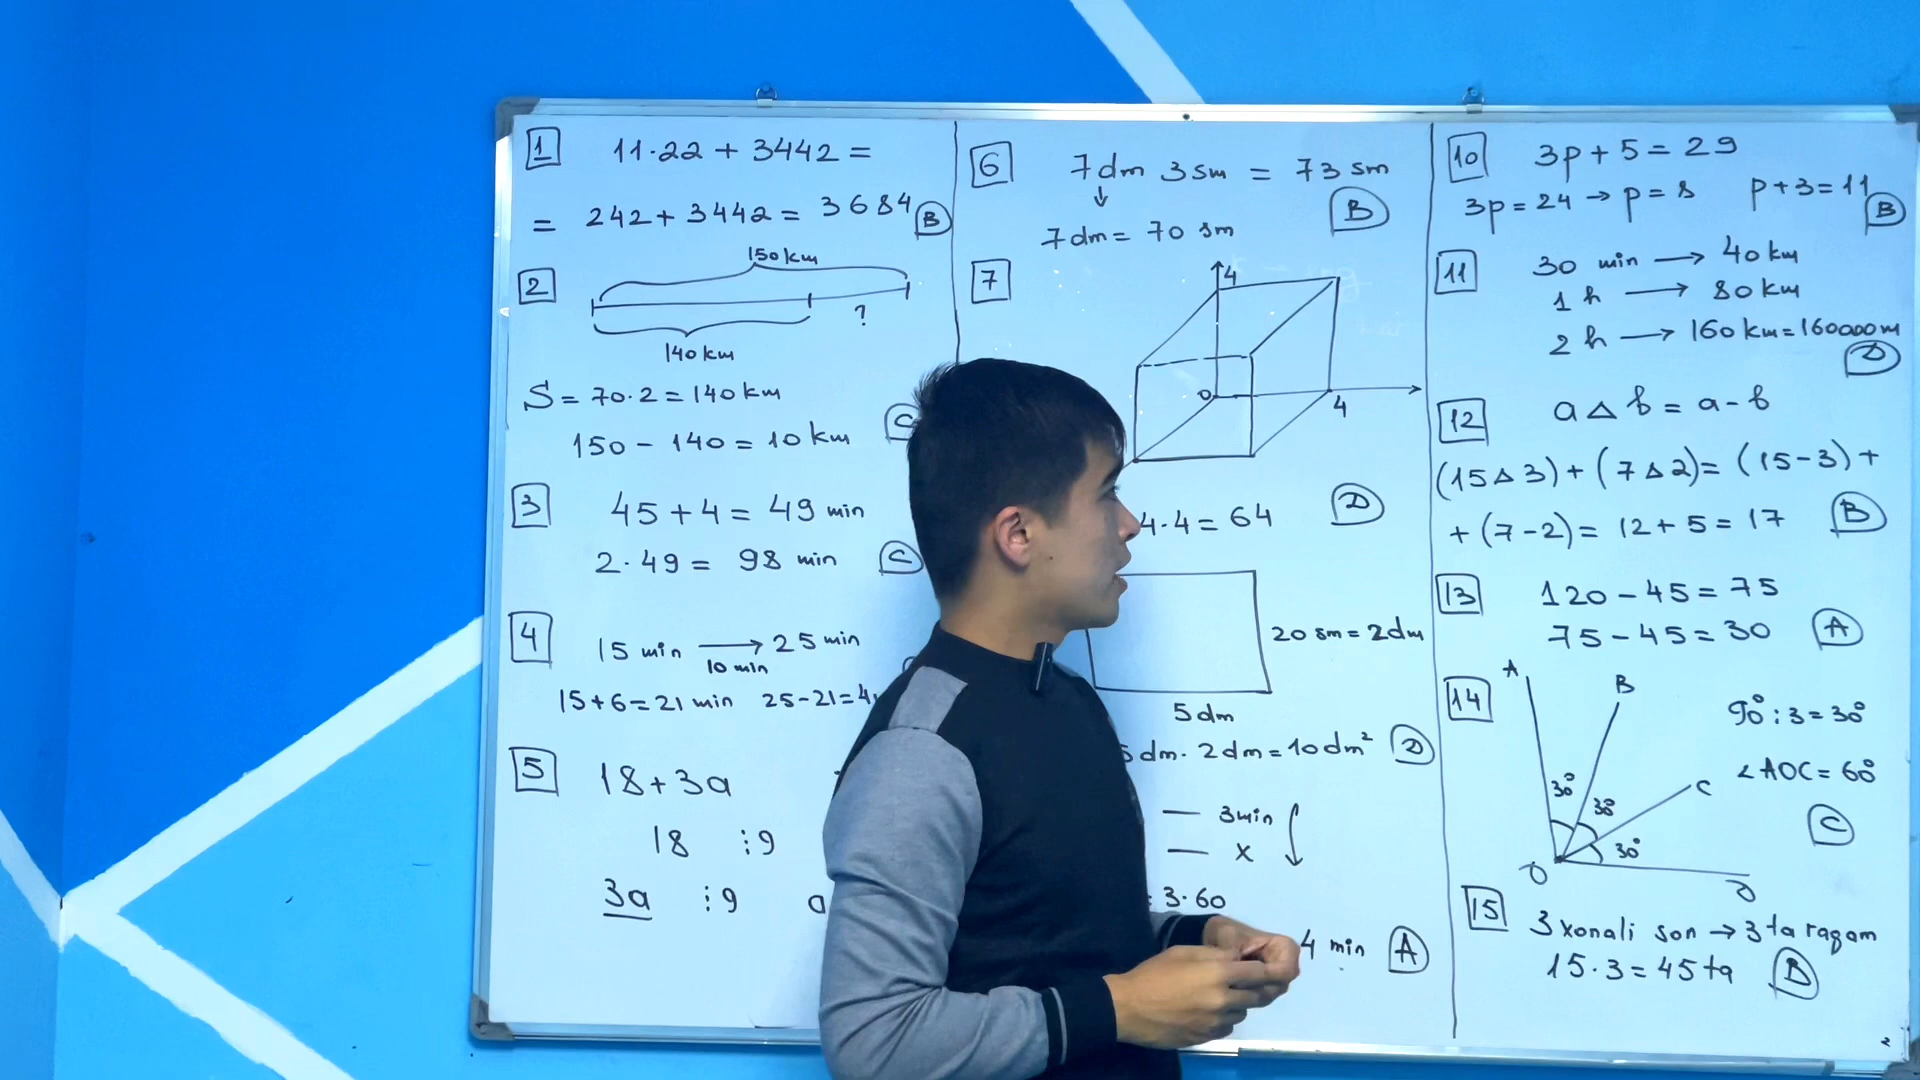 1
11·22 + 3442 =
= 242 + 3442 = 3684 B
2
150 km
?
140 km
S = 70·2 = 140 km
150 - 140 = 10 km C
3
45 + 4 = 49 min
2·49 = 98 min C
4
15 min → 25 min
10 min
15+6=21 min 25-21=4
5
18+3a
18 ⋮9
3a ⋮9 a
6
7dm 3sm = 73 sm
↓
7dm = 70 sm
B
7
4
0
4
4·4 = 64 D
20 sm = 2dm
5 dm
5 dm · 2 dm = 10 dm² D
— 3min
— x
= 3·60
4 min A
10
3p + 5 = 29
3p = 24 → p = 8 p + 3 = 11 B
11
30 min → 40 km
1 h → 80 km
2 h → 160 km = 160000m
D
12
a △ b = a - b
(15 △ 3) + (7 △ 2) = (15-3) +
+ (7-2) = 12 + 5 = 17 B
13
120 - 45 = 75
75 - 45 = 30 A
14
A
B
C
O
D
30°
30°
30°
90° : 3 = 30°
∠AOC = 60°
C
15
3 xonali son → 3 ta raqam
15·3 = 45 ta B